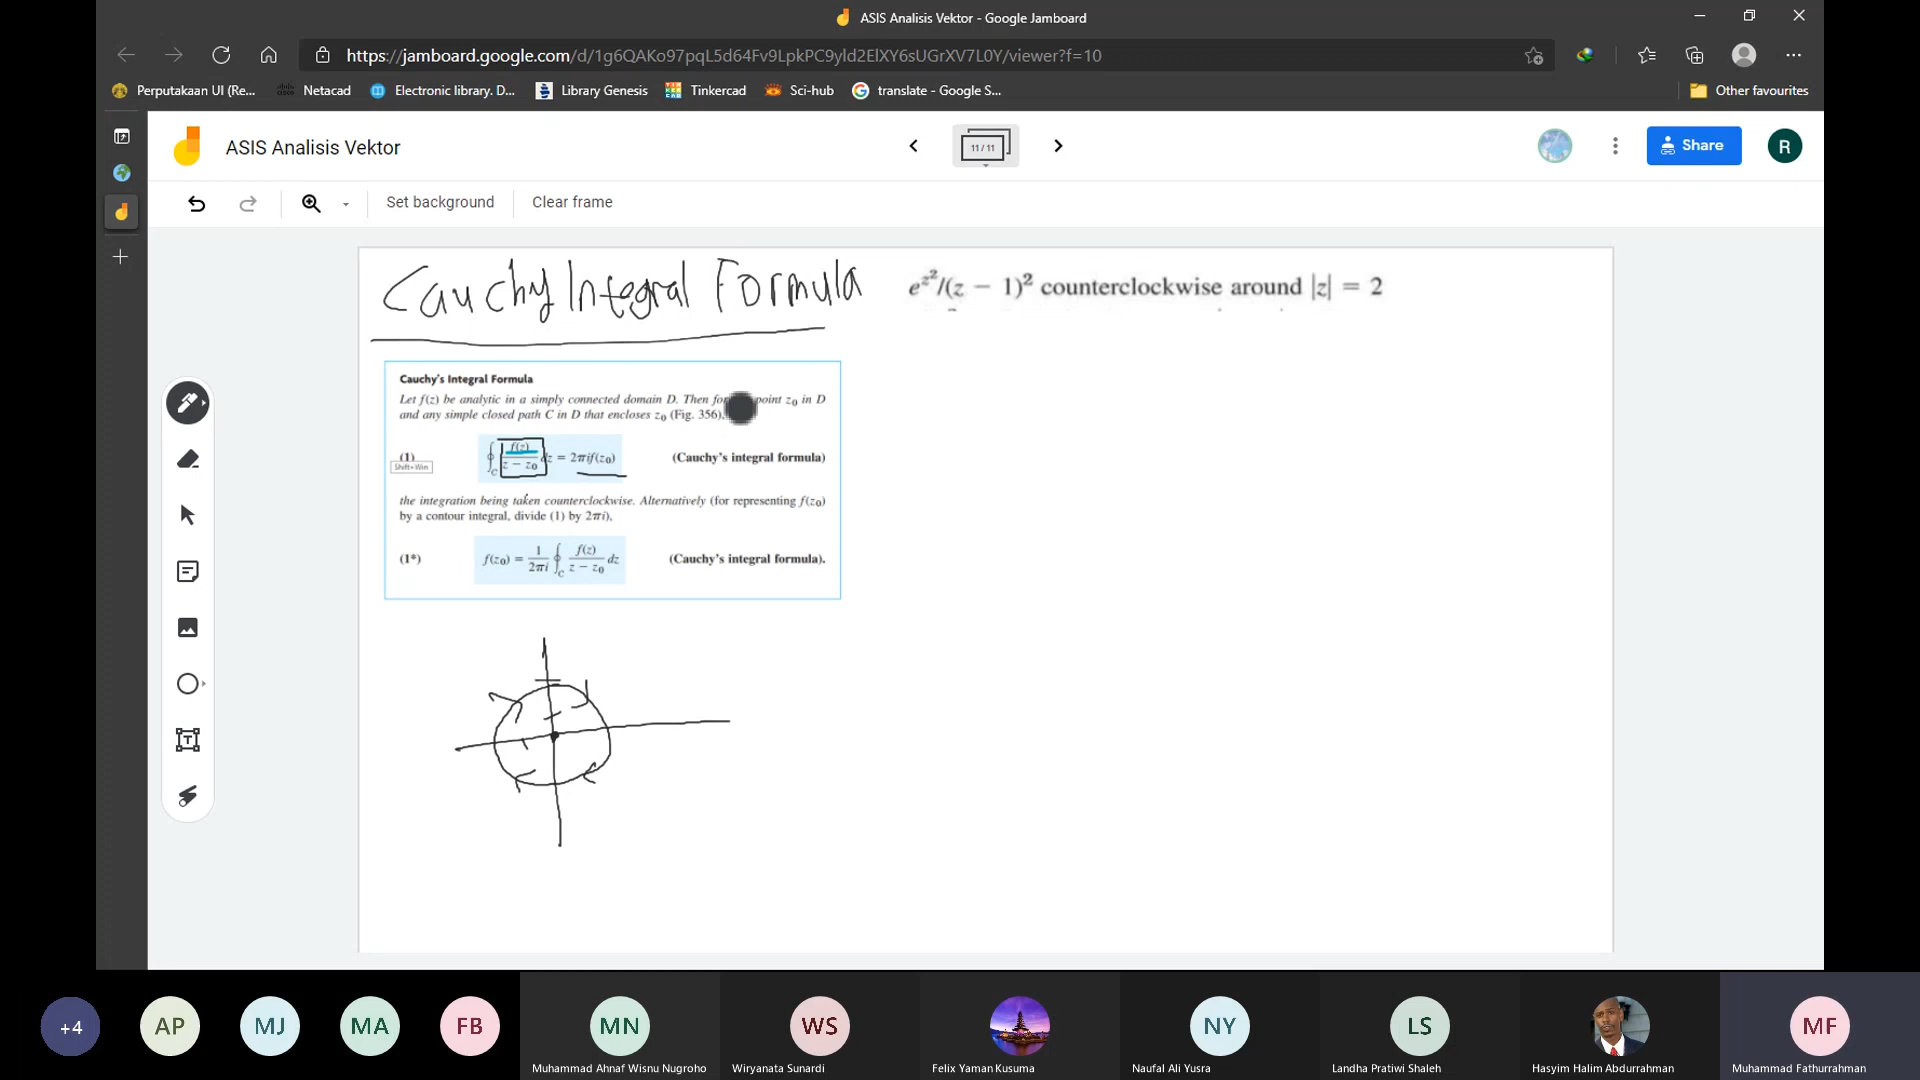 ASIS Analisis Vektor - Google Jamboard
https://jamboard.google.com/d/1g6QAKo97pqL5d64Fv9LpkPC9yld2ElXY6sUGrXV7L0Y/viewer?f=10
Perputakaan UI (Re... Netacad Electronic library. D... Library Genesis Tinkercad Sci-hub translate - Google S... Other favourites
ASIS Analisis Vektor
11 / 11
Share
R
Set background
Clear frame
Cauchy Integral Formula
e^{z²}/(z − 1)² counterclockwise around |z| = 2
Cauchy's Integral Formula
Let f(z) be analytic in a simply connected domain D. Then for point z₀ in D
and any simple closed path C in D that encloses z₀ (Fig. 356),
(1) ∮_C f(z)/(z − z₀) dz = 2πif(z₀) (Cauchy's integral formula)
Shift+Win
the integration being taken counterclockwise. Alternatively (for representing f(z₀)
by a contour integral, divide (1) by 2πi),
(1*) f(z₀) = 1/(2πi) ∮_C f(z)/(z − z₀) dz (Cauchy's integral formula).
+4
AP
MJ
MA
FB
MN
WS
NY
LS
MF
Muhammad Ahnaf Wisnu Nugroho
Wiryanata Sunardi
Felix Yaman Kusuma
Naufal Ali Yusra
Landha Pratiwi Shaleh
Hasyim Halim Abdurrahman
Muhammad Fathurrahman